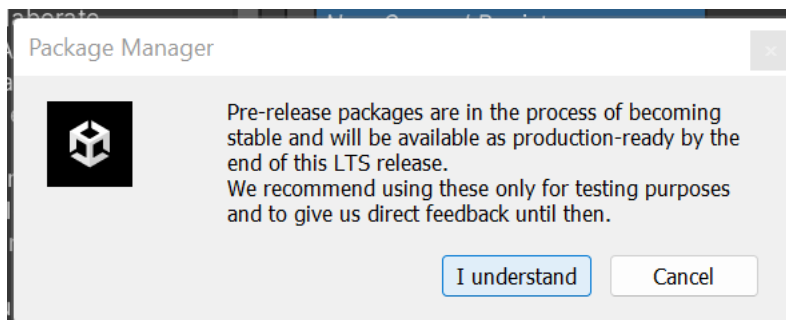 Package Manager
Pre-release packages are in the process of becoming
stable and will be available as production-ready by the
end of this LTS release.
We recommend using these only for testing purposes
and to give us direct feedback until then.
I understand
Cancel